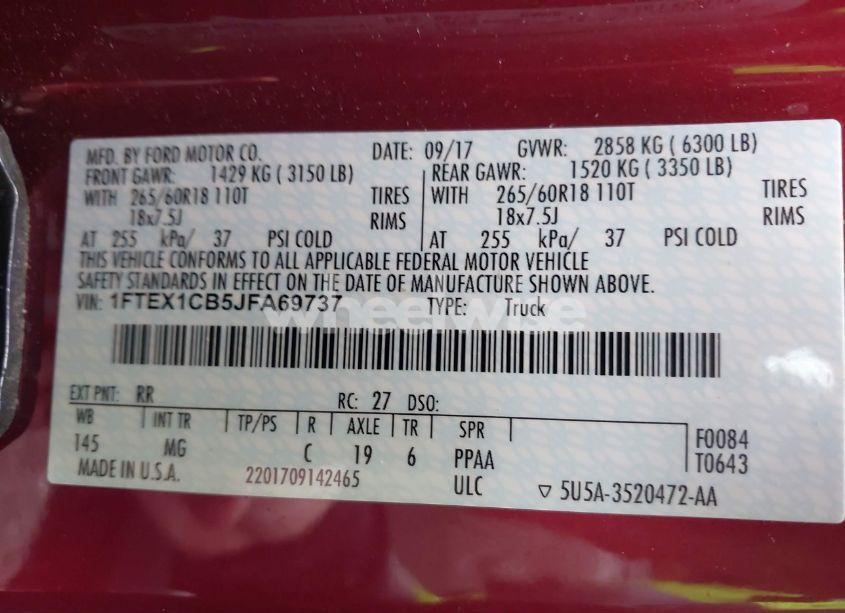 MFD. BY FORD MOTOR CO. DATE: 09/17 GVWR: 2858 KG ( 6300 LB)
FRONT GAWR: 1429 KG ( 3150 LB) REAR GAWR: 1520 KG ( 3350 LB)
WITH 265/60R18 110T TIRES WITH 265/60R18 110T TIRES
18x7.5J RIMS 18x7.5J RIMS
AT 255 kPa/ 37 PSI COLD AT 255 kPa/ 37 PSI COLD
THIS VEHICLE CONFORMS TO ALL APPLICABLE FEDERAL MOTOR VEHICLE
SAFETY STANDARDS IN EFFECT ON THE DATE OF MANUFACTURE SHOWN ABOVE.
VIN: 1FTEX1CB5JFA69737 TYPE: Truck
wheelwise
EXT PNT: RR RC: 27 DSO:
WB INT TR TP/PS R AXLE TR SPR F0084
145 MG C 19 6 PPAA T0643
MADE IN U.S.A. 2201709142465 ULC ▽ 5U5A-3520472-AA